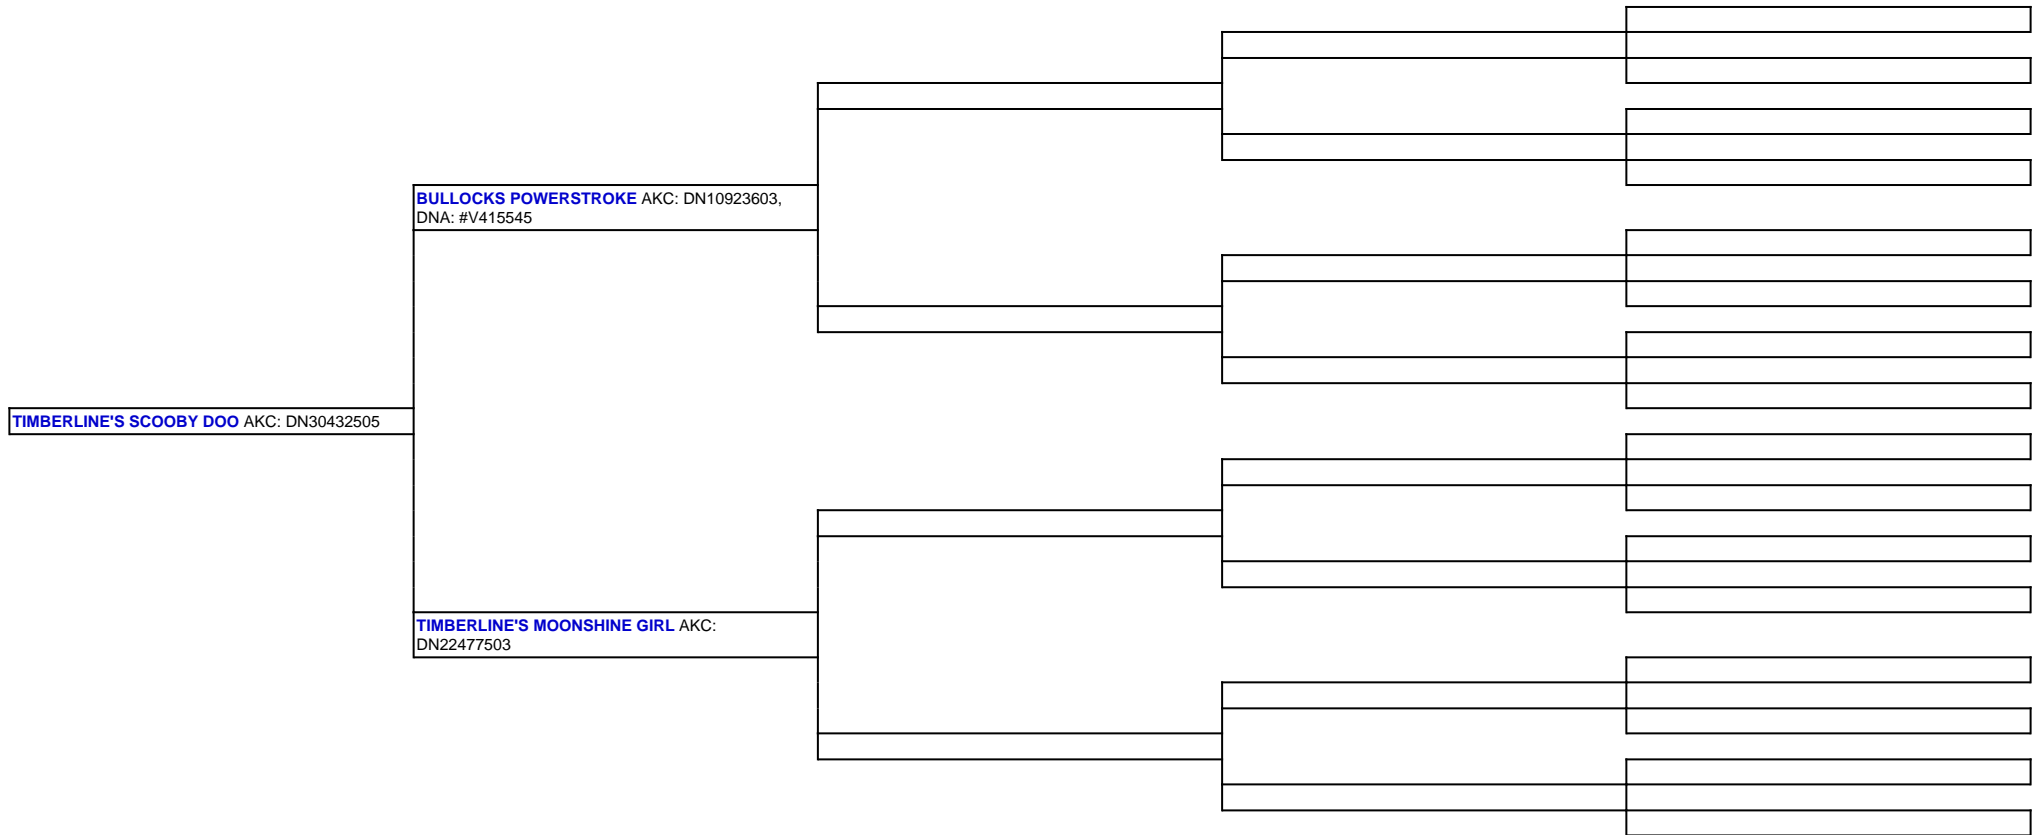 BULLOCKS POWERSTROKE AKC: DN10923603,
DNA: #V415545
TIMBERLINE'S SCOOBY DOO AKC: DN30432505
TIMBERLINE'S MOONSHINE GIRL AKC:
DN22477503